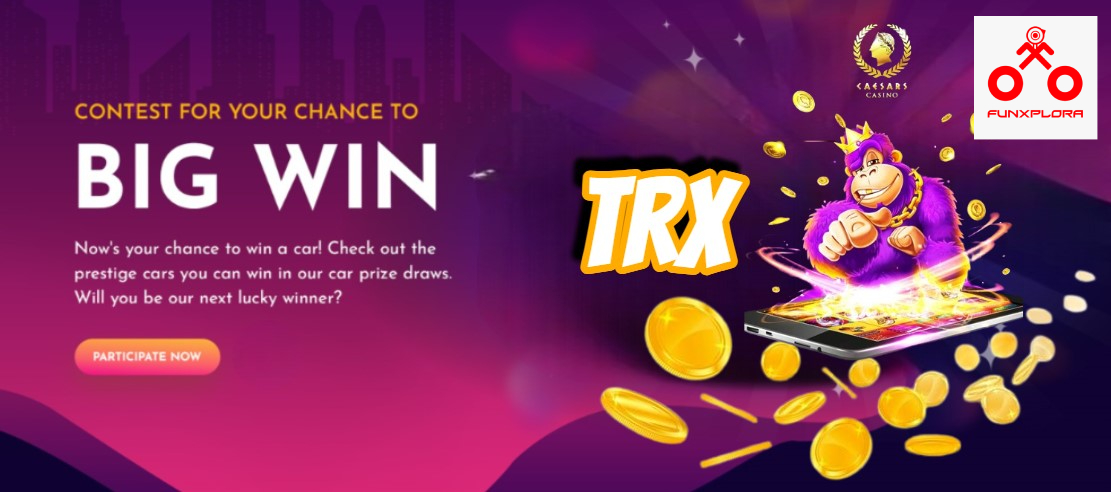 CONTEST FOR YOUR CHANCE TO
BIG WIN
Now's your chance to win a car! Check out the
prestige cars you can win in our car prize draws.
Will you be our next lucky winner?
PARTICIPATE NOW
TRX
CAESARS
CASINO
FUNXPLORA